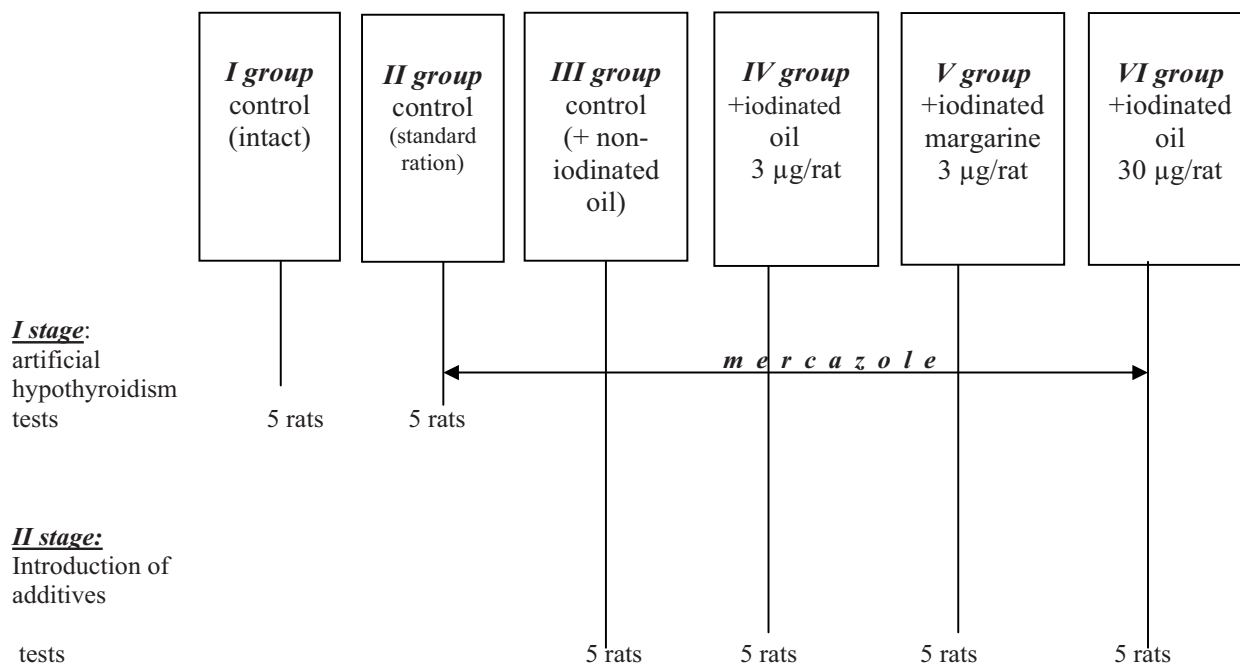 I group
control
(intact)
II group
control
(standard
ration)
III group
control
(+ non-
iodinated
oil)
IV group
+iodinated
oil
3 µg/rat
V group
+iodinated
margarine
3 µg/rat
VI group
+iodinated
oil
30 µg/rat
I stage:
artificial
hypothyroidism
tests
m e r c a z o l e
5 rats
5 rats
II stage:
Introduction of
additives
tests
5 rats
5 rats
5 rats
5 rats